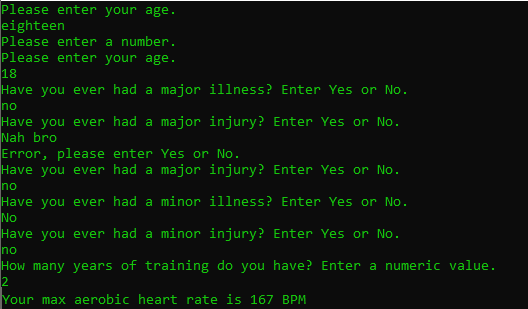 Please enter your age.
eighteen
Please enter a number.
Please enter your age.
18
Have you ever had a major illness? Enter Yes or No.
no
Have you ever had a major injury? Enter Yes or No.
Nah bro
Error, please enter Yes or No.
Have you ever had a major injury? Enter Yes or No.
no
Have you ever had a minor illness? Enter Yes or No.
No
Have you ever had a minor injury? Enter Yes or No.
no
How many years of training do you have? Enter a numeric value.
2
Your max aerobic heart rate is 167 BPM